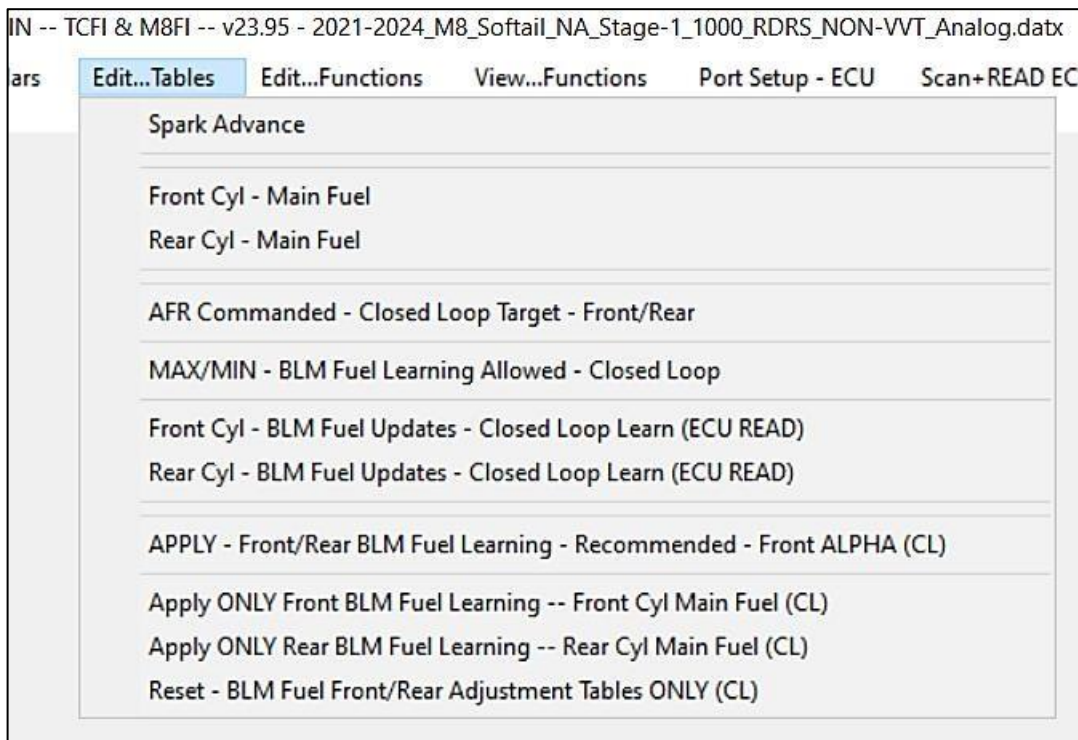 IN -- TCFI & M8FI -- v23.95 - 2021-2024_M8_Softail_NA_Stage-1_1000_RDRS_NON-VVT_Analog.datx
ars Edit...Tables Edit...Functions View...Functions Port Setup - ECU Scan+READ EC
Spark Advance
Front Cyl - Main Fuel
Rear Cyl - Main Fuel
AFR Commanded - Closed Loop Target - Front/Rear
MAX/MIN - BLM Fuel Learning Allowed - Closed Loop
Front Cyl - BLM Fuel Updates - Closed Loop Learn (ECU READ)
Rear Cyl - BLM Fuel Updates - Closed Loop Learn (ECU READ)
APPLY - Front/Rear BLM Fuel Learning - Recommended - Front ALPHA (CL)
Apply ONLY Front BLM Fuel Learning -- Front Cyl Main Fuel (CL)
Apply ONLY Rear BLM Fuel Learning -- Rear Cyl Main Fuel (CL)
Reset - BLM Fuel Front/Rear Adjustment Tables ONLY (CL)